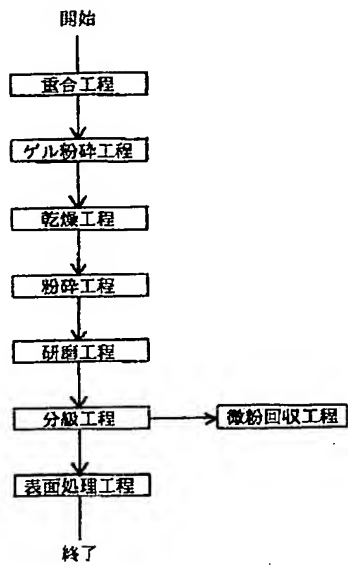 開始
重合工程
ゲル粉砕工程
乾燥工程
粉砕工程
研磨工程
分級工程
微粉回収工程
表面処理工程
終了